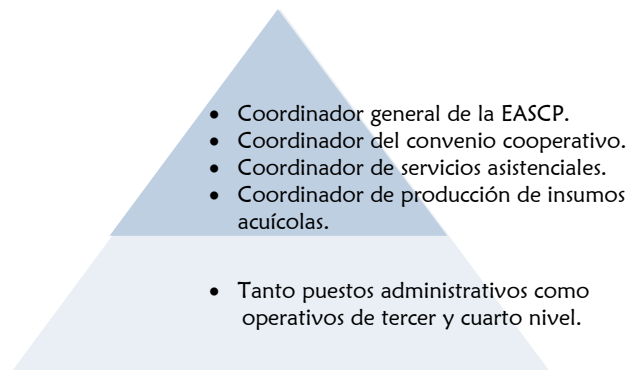 • Coordinador general de la EASCP.
• Coordinador del convenio cooperativo.
• Coordinador de servicios asistenciales.
• Coordinador de producción de insumos
acuícolas.
• Tanto puestos administrativos como
operativos de tercer y cuarto nivel.